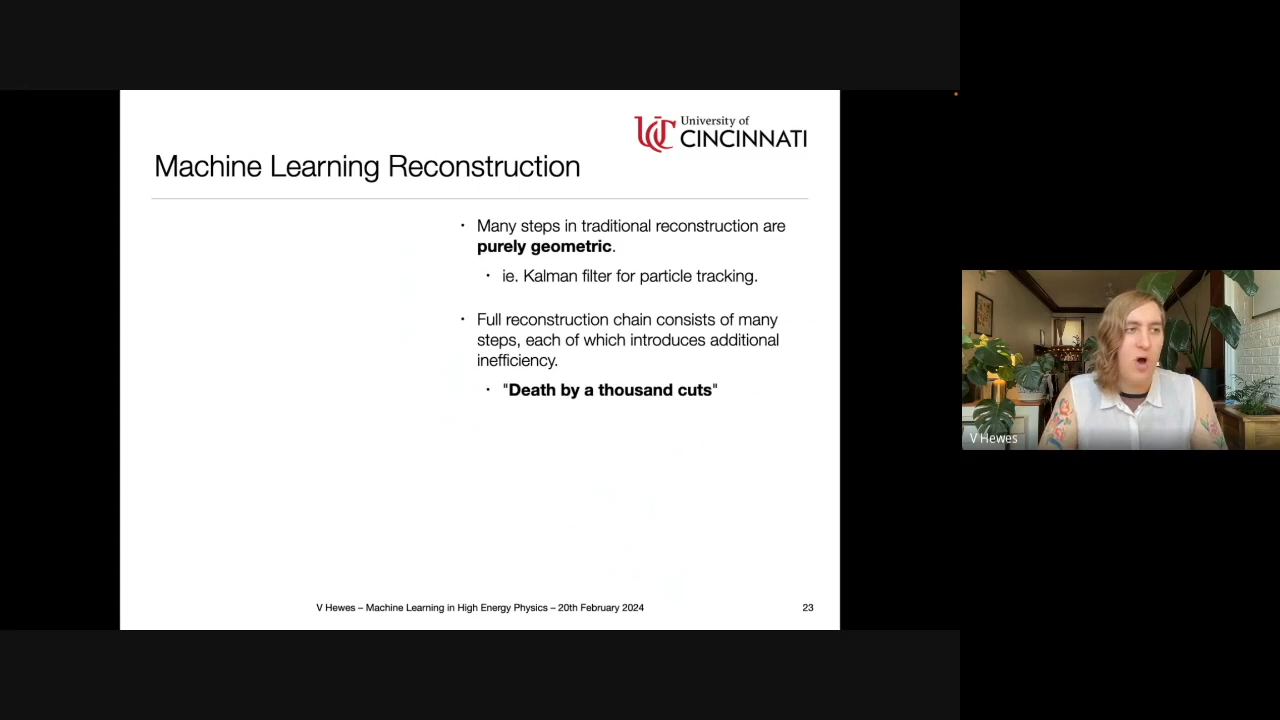 University of
CINCINNATI
Machine Learning Reconstruction
• Many steps in traditional reconstruction are
purely geometric.
• ie. Kalman filter for particle tracking.
• Full reconstruction chain consists of many
steps, each of which introduces additional
inefficiency.
• "Death by a thousand cuts"
V Hewes – Machine Learning in High Energy Physics – 20th February 2024
23
V Hewes